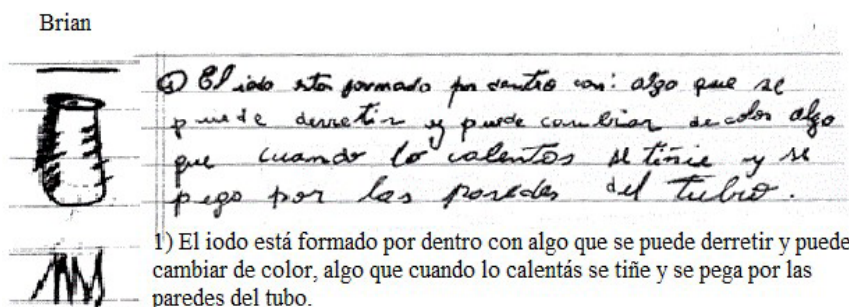 Brian
1) El iodo esta formado por dentro con: algo que se
puede derretir y puede cambiar de color algo
que cuando lo calentas se tiñie y se
pega por las paredes del tubo.
1) El iodo está formado por dentro con algo que se puede derretir y puede
cambiar de color, algo que cuando lo calentás se tiñe y se pega por las
paredes del tubo.